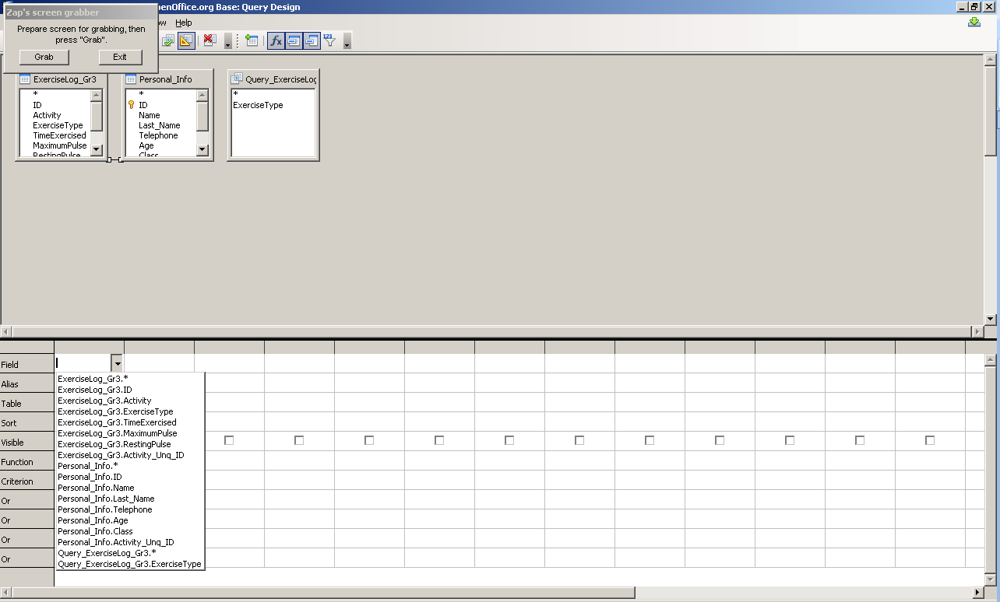 Zap's screen grabber
Prepare screen for grabbing, then
press "Grab".
Grab Exit
penOffice.org Base: Query Design
ow Help
123
ExerciseLog_Gr3
*
ID
Activity
ExerciseType
TimeExercised
MaximumPulse
RestingPulse
Personal_Info
*
ID
Name
Last_Name
Telephone
Age
Class
Query_ExerciseLog
*
ExerciseType
Field
Alias
Table
Sort
Visible
Function
Criterion
Or
Or
Or
Or
ExerciseLog_Gr3.*
ExerciseLog_Gr3.ID
ExerciseLog_Gr3.Activity
ExerciseLog_Gr3.ExerciseType
ExerciseLog_Gr3.TimeExercised
ExerciseLog_Gr3.MaximumPulse
ExerciseLog_Gr3.RestingPulse
ExerciseLog_Gr3.Activity_Unq_ID
Personal_Info.*
Personal_Info.ID
Personal_Info.Name
Personal_Info.Last_Name
Personal_Info.Telephone
Personal_Info.Age
Personal_Info.Class
Personal_Info.Activity_Unq_ID
Query_ExerciseLog_Gr3.*
Query_ExerciseLog_Gr3.ExerciseType